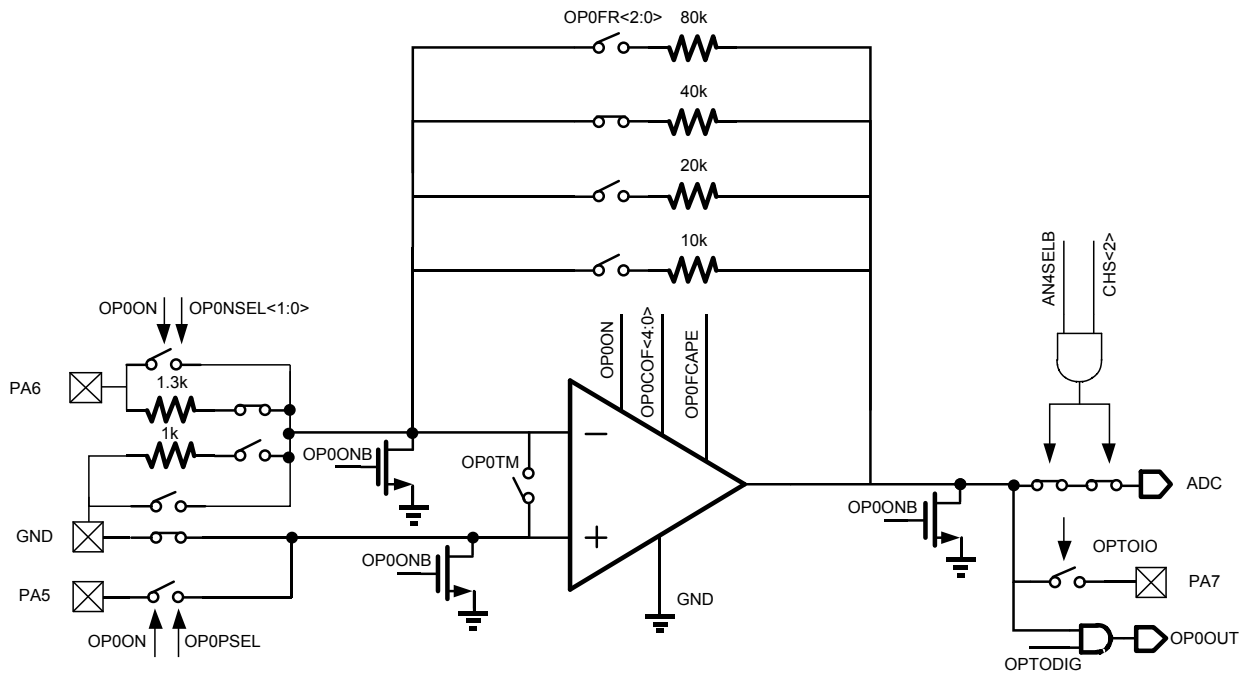 OP0FR<2:0>
80k
40k
20k
10k
AN4SELB
CHS<2>
OP0ON
OP0NSEL<1:0>
OP0ON
OP0COF<4:0>
OP0FCAPE
PA6
1.3k
1k
OP0ONB
OP0TM
−
+
GND
OP0ONB
OP0ONB
ADC
OPTOIO
PA5
GND
PA7
OP0ON
OP0PSEL
OP0OUT
OPTODIG